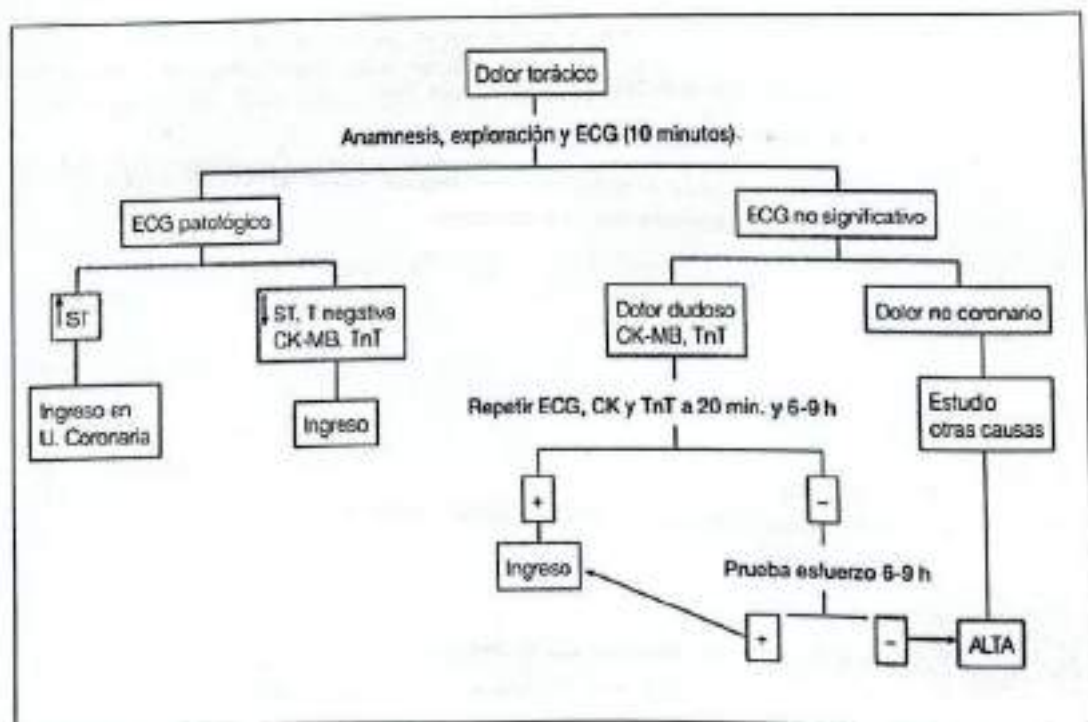 Dolor torácico
Anamnesis, exploración y ECG (10 minutos)
ECG patológico
ECG no significativo
↑ST
↓ST, T negativa
CK-MB, TnT
Dolor dudoso
CK-MB, TnT
Dolor no coronario
Ingreso en
U. Coronaria
Ingreso
Repetir ECG, CK y TnT a 20 min. y 6-9 h
Estudio
otras causas
+
–
Ingreso
Prueba esfuerzo 6-9 h
+
–
ALTA